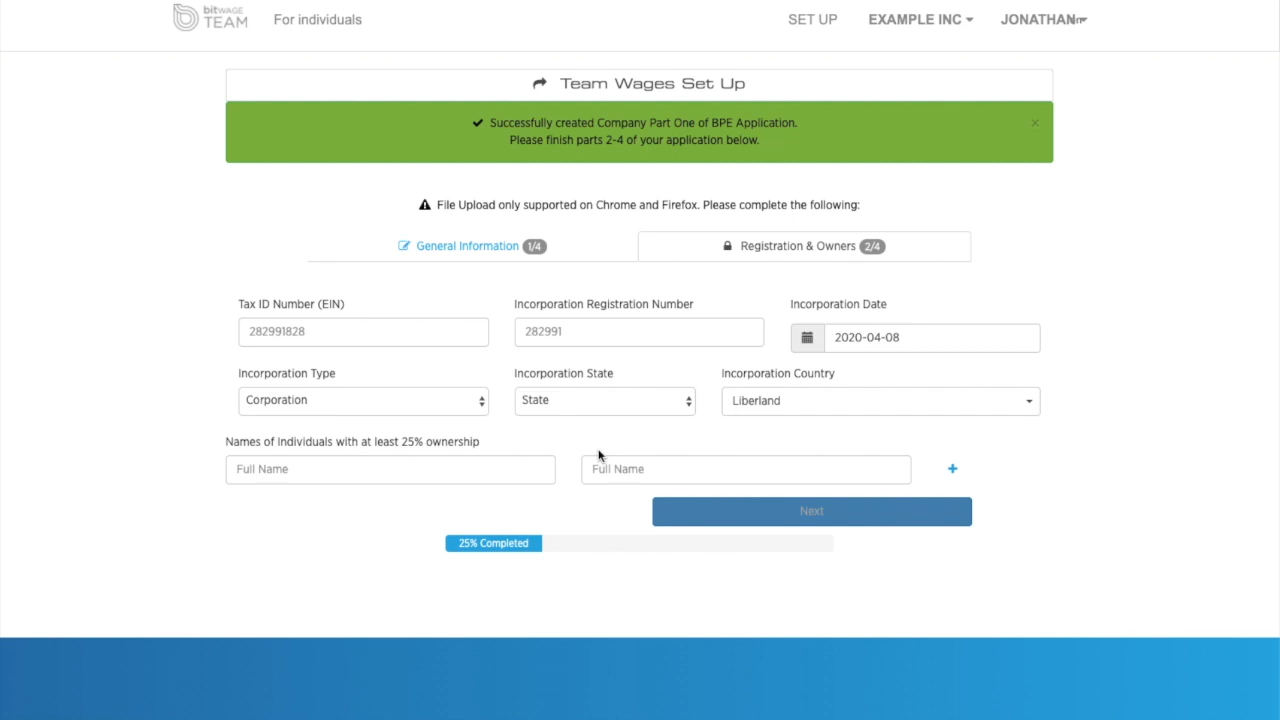 bitWAGE
TEAM
For individuals
SET UP
EXAMPLE INC
JONATHAN
Team Wages Set Up
Successfully created Company Part One of BPE Application.
Please finish parts 2-4 of your application below.
×
File Upload only supported on Chrome and Firefox. Please complete the following:
General Information 1/4
Registration & Owners 2/4
Tax ID Number (EIN)
Incorporation Registration Number
Incorporation Date
282991828
282991
2020-04-08
Incorporation Type
Incorporation State
Incorporation Country
Corporation
State
Liberland
Names of Individuals with at least 25% ownership
Full Name
Full Name
+
Next
25% Completed